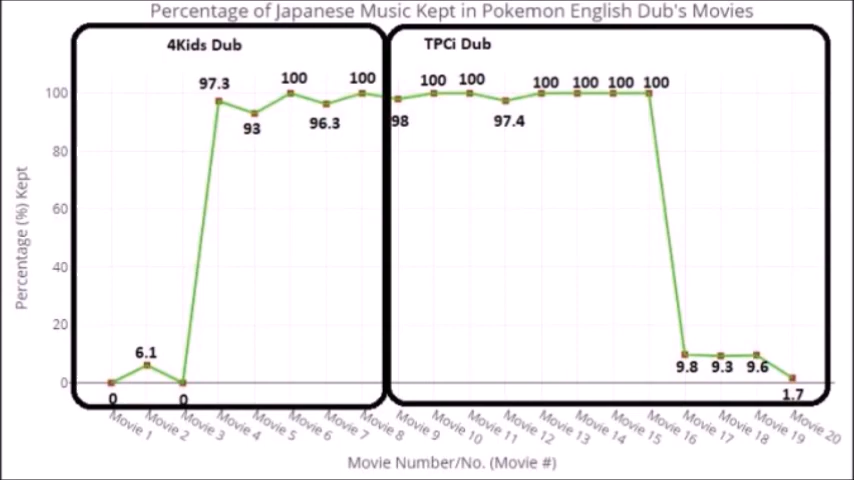 Percentage of Japanese Music Kept in Pokemon English Dub's Movies
4Kids Dub
TPCi Dub
Percentage (%) Kept
100
80
60
40
20
0
0
6.1
0
97.3
93
100
96.3
100
98
100
100
97.4
100
100
100
100
9.8
9.3
9.6
1.7
Movie 1
Movie 2
Movie 3
Movie 4
Movie 5
Movie 6
Movie 7
Movie 8
Movie 9
Movie 10
Movie 11
Movie 12
Movie 13
Movie 14
Movie 15
Movie 16
Movie 17
Movie 18
Movie 19
Movie 20
Movie Number/No. (Movie #)